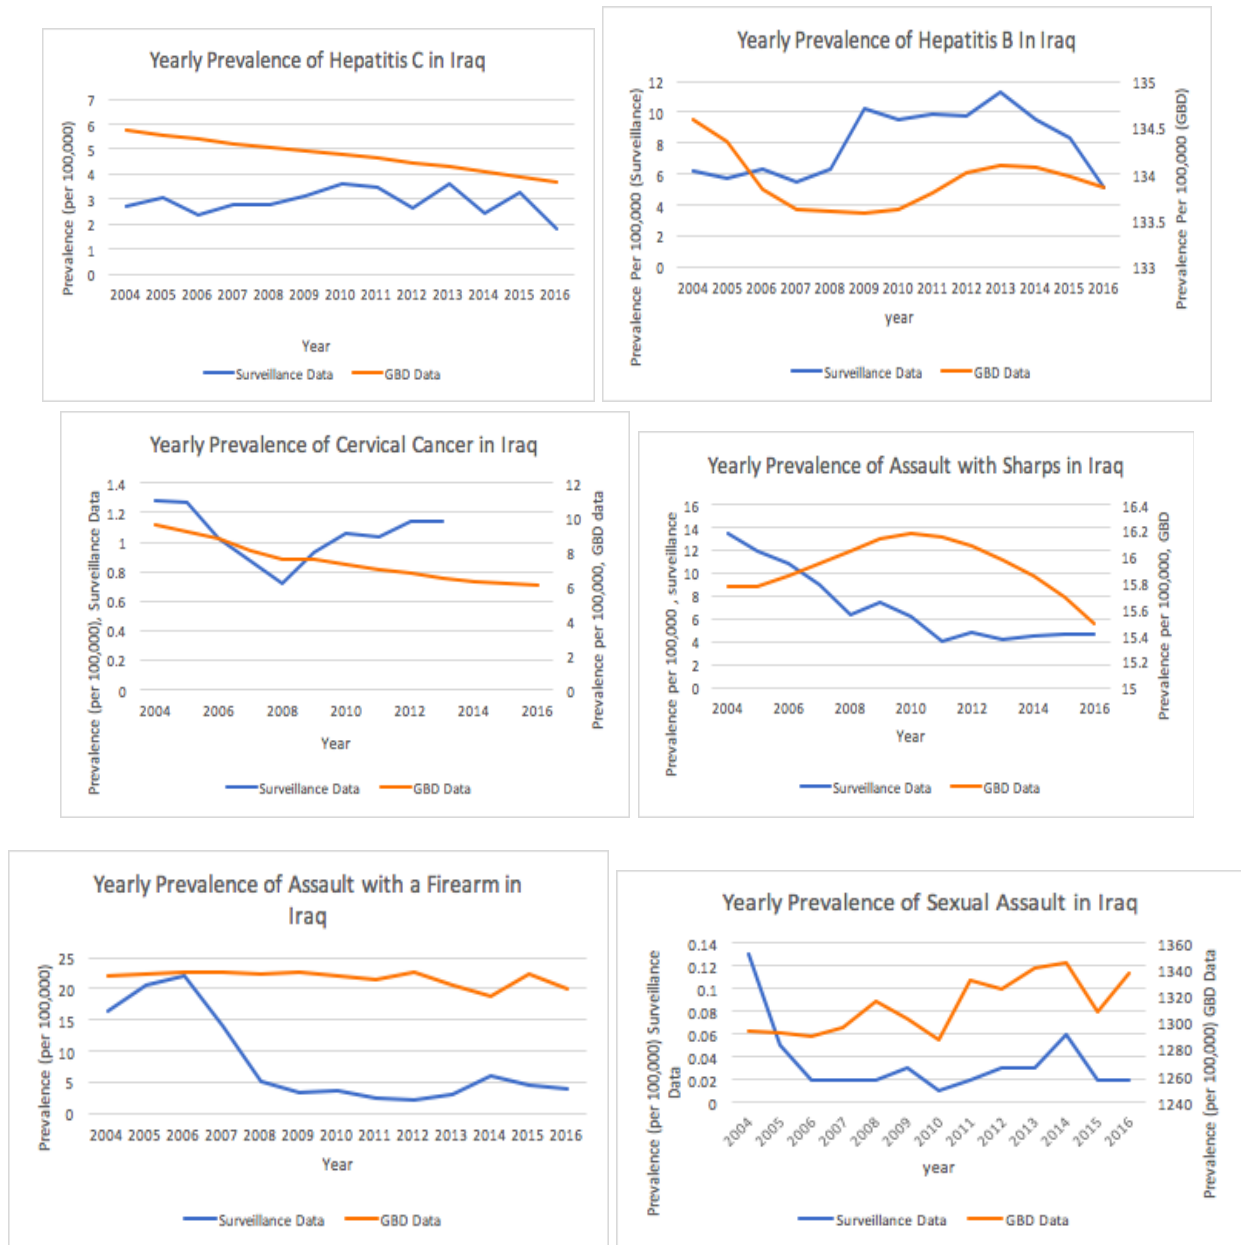 Yearly Prevalence of Hepatitis C in Iraq
Prevalence (per 100,000)
7
6
5
4
3
2
1
0
2004 2005 2006 2007 2008 2009 2010 2011 2012 2013 2014 2015 2016
Year
Surveillance Data GBD Data
Yearly Prevalence of Hepatitis B In Iraq
Prevalence Per 100,000 (Surveillance)
12
10
8
6
4
2
0
135
134.5
134
133.5
133
Prevalence Per 100,000 (GBD)
2004 2005 2006 2007 2008 2009 2010 2011 2012 2013 2014 2015 2016
year
Surveillance Data GBD Data
Yearly Prevalence of Cervical Cancer in Iraq
Prevalence (per 100,000), Surveillance Data
1.4
1.2
1
0.8
0.6
0.4
0.2
0
12
10
8
6
4
2
0
Prevalence per 100,000, GBD data
2004 2006 2008 2010 2012 2014 2016
Year
Surveillance Data GBD Data
Yearly Prevalence of Assault with Sharps in Iraq
Prevalence per 100,000 , surveillance
16
14
12
10
8
6
4
2
0
16.4
16.2
16
15.8
15.6
15.4
15.2
15
Prevalence per 100,000, GBD
2004 2006 2008 2010 2012 2014 2016
Year
Surveillance Data GBD Data
Yearly Prevalence of Assault with a Firearm in
Iraq
Prevalence (per 100,000)
25
20
15
10
5
0
2004 2005 2006 2007 2008 2009 2010 2011 2012 2013 2014 2015 2016
Year
Surveillance Data GBD Data
Yearly Prevalence of Sexual Assault in Iraq
Prevalence (per 100,000) Surveillance
Data
0.14
0.12
0.1
0.08
0.06
0.04
0.02
0
1360
1340
1320
1300
1280
1260
1240
Prevalence (per 100,000) GBD Data
2004 2005 2006 2007 2008 2009 2010 2011 2012 2013 2014 2015 2016
year
Surveillance Data GBD Data